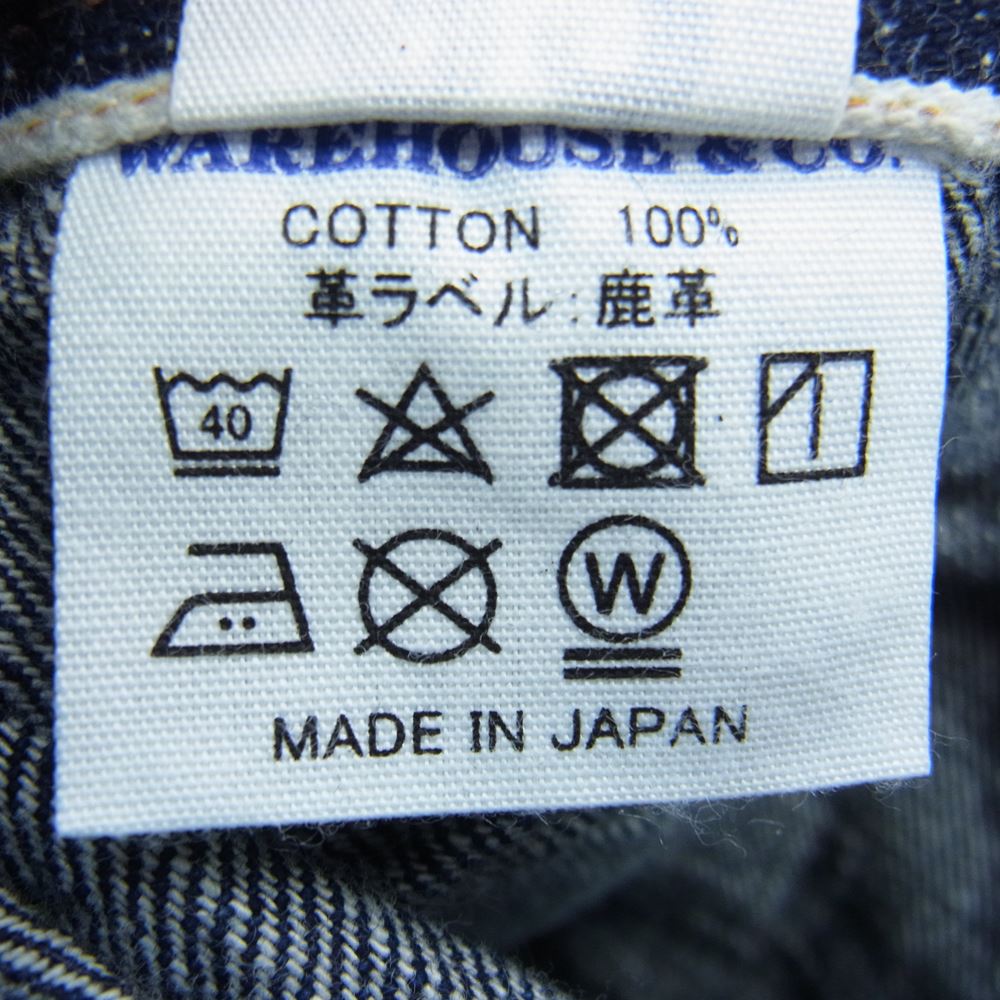 WAREHOUSE & CO.
COTTON 100%
革ラベル:鹿革
40
W
MADE IN JAPAN